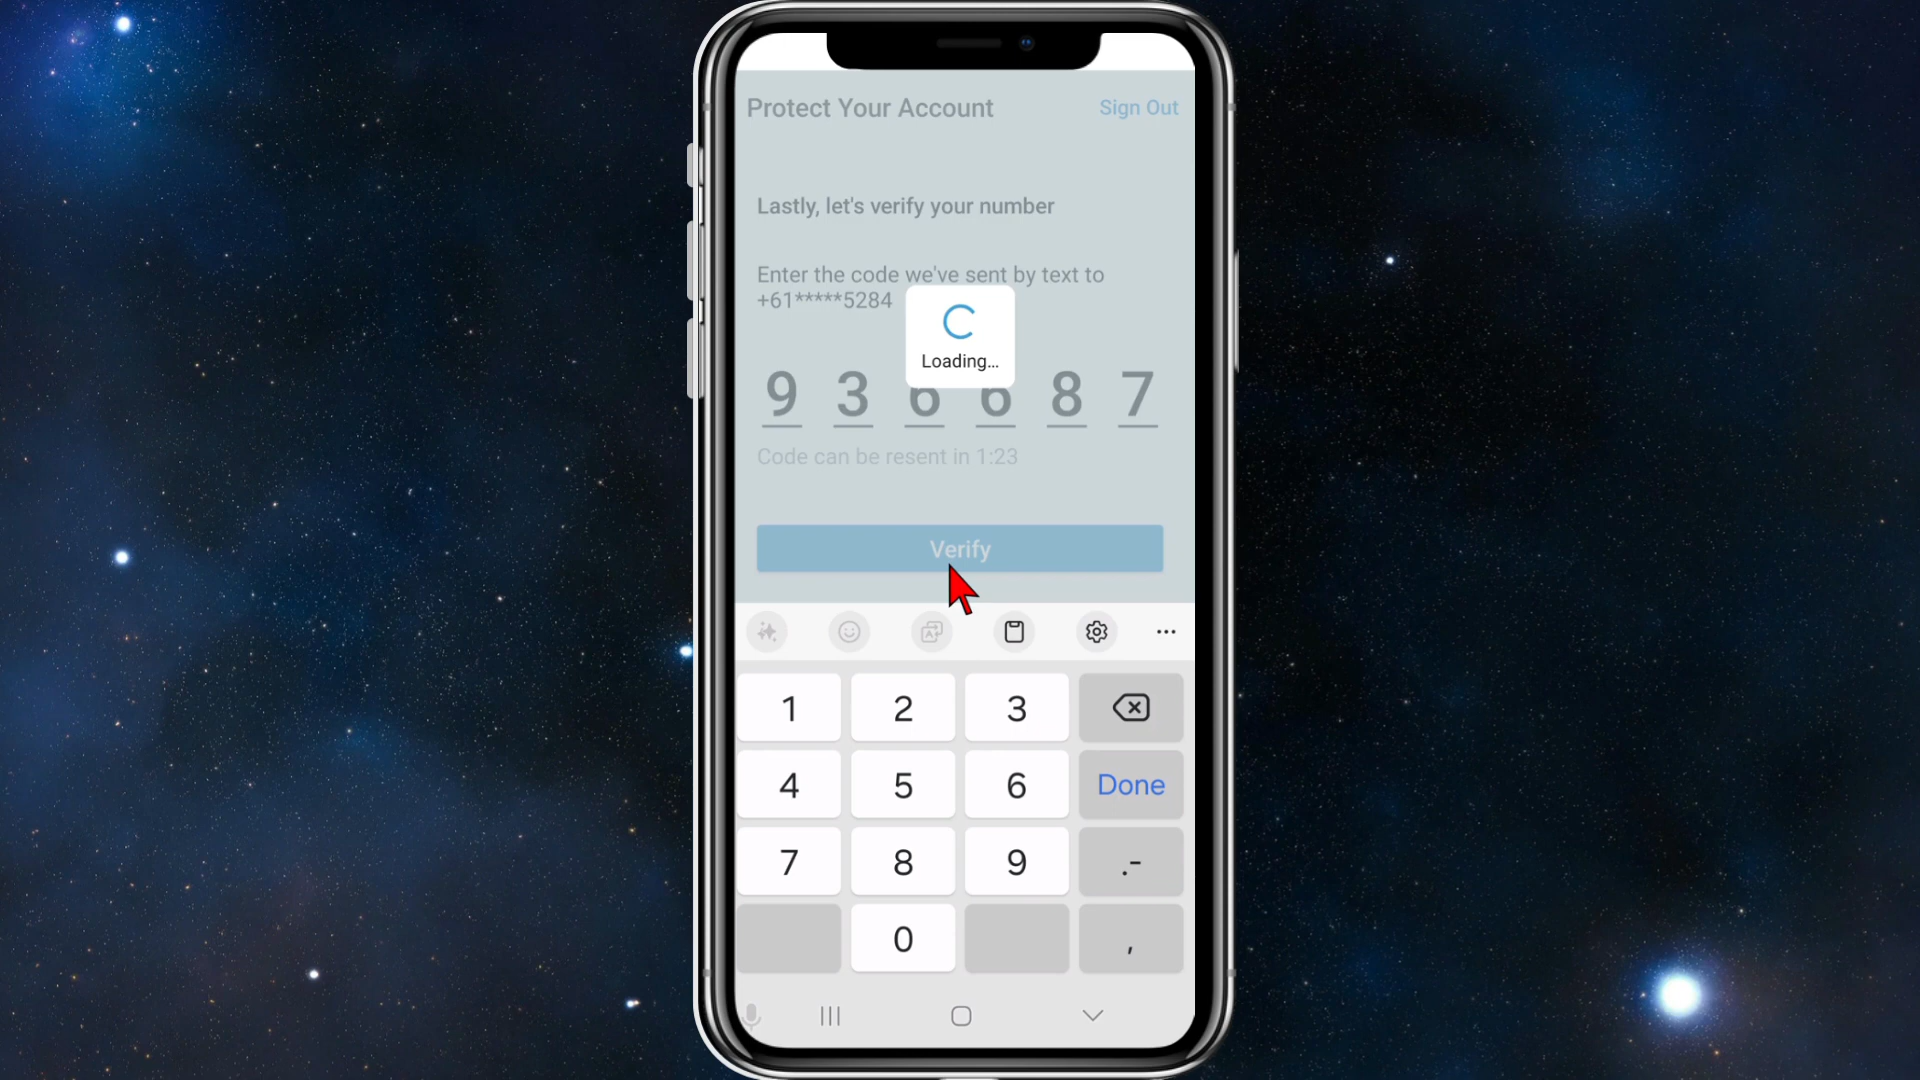 Protect Your Account
Sign Out
Lastly, let's verify your number
Enter the code we've sent by text to
+61*****5284
Loading...
9 3 6 6 8 7
Code can be resent in 1:23
Verify
1 2 3
4 5 6 Done
7 8 9 .-
0 ,